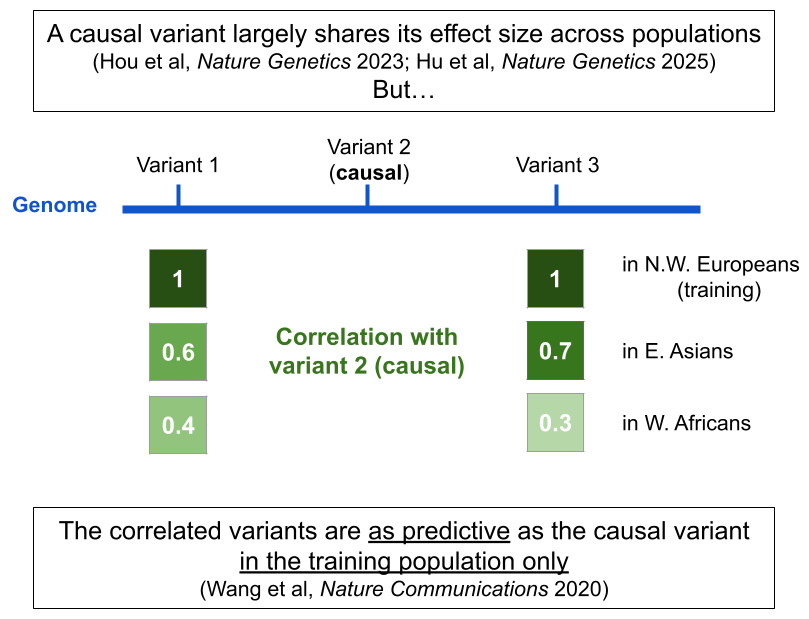 A causal variant largely shares its effect size across populations
(Hou et al, Nature Genetics 2023; Hu et al, Nature Genetics 2025)
But…
Variant 1
Variant 2
(causal)
Variant 3
Genome
1
1
in N.W. Europeans
(training)
0.6
Correlation with
variant 2 (causal)
0.7
in E. Asians
0.4
0.3
in W. Africans
The correlated variants are as predictive as the causal variant
in the training population only
(Wang et al, Nature Communications 2020)